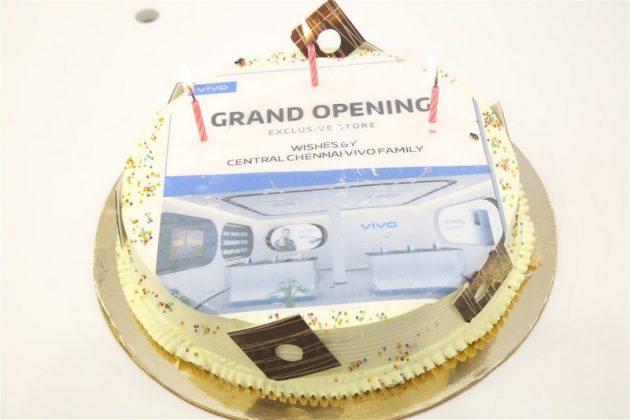 vivo
GRAND OPENING
EXCLUSIVE STORE
WISHES BY
CENTRAL CHENNAI VIVO FAMILY
vivo